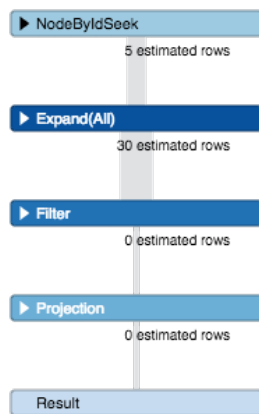 NodeByIdSeek
5 estimated rows
Expand(All)
30 estimated rows
Filter
0 estimated rows
Projection
0 estimated rows
Result